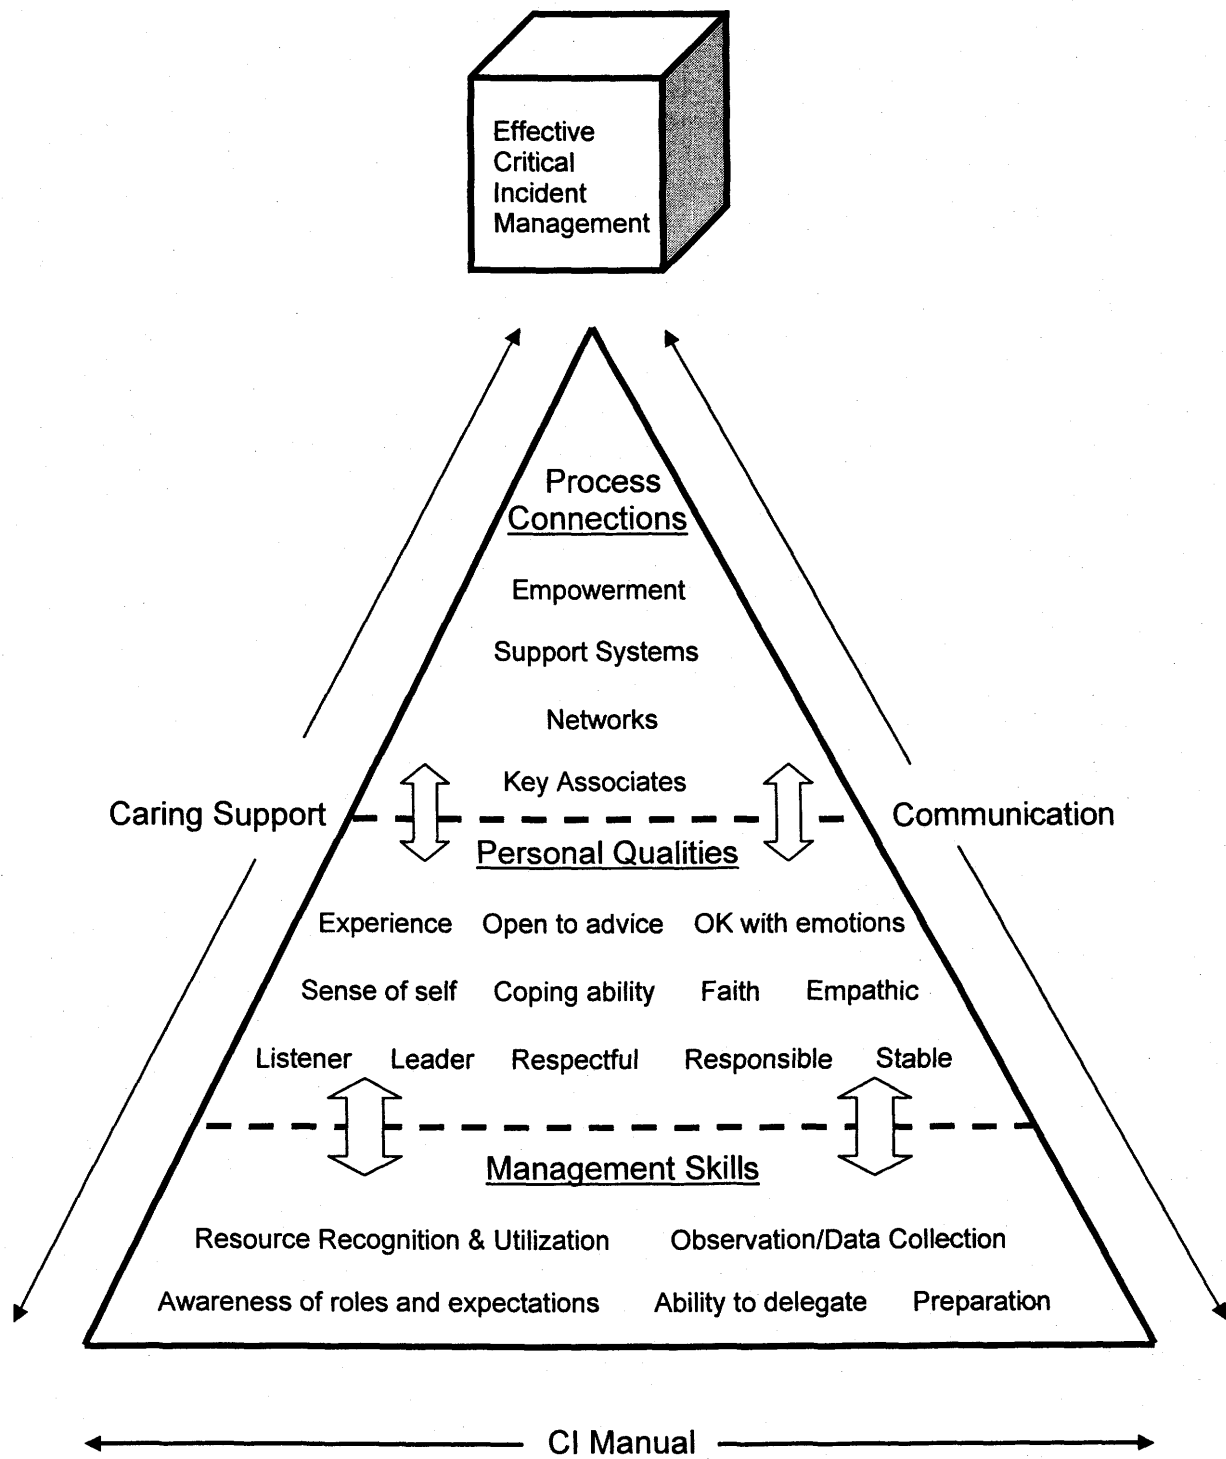 Effective
Critical
Incident
Management
Process
Connections
Empowerment
Support Systems
Networks
Key Associates
Caring Support
Communication
Personal Qualities
Experience Open to advice OK with emotions
Sense of self Coping ability Faith Empathic
Listener Leader Respectful Responsible Stable
Management Skills
Resource Recognition & Utilization Observation/Data Collection
Awareness of roles and expectations Ability to delegate Preparation
CI Manual